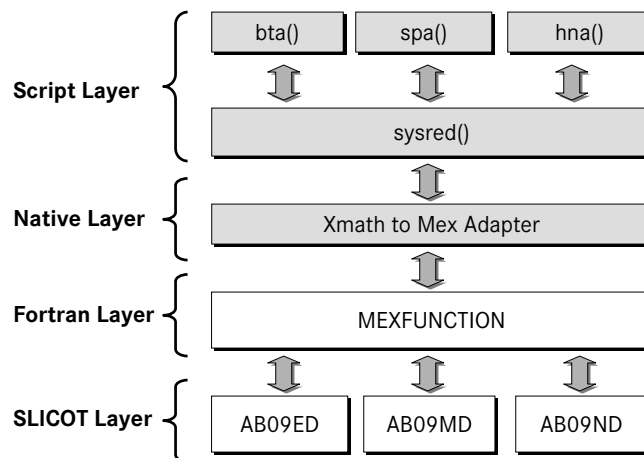 bta()
spa()
hna()
Script Layer
sysred()
Native Layer
Xmath to Mex Adapter
Fortran Layer
MEXFUNCTION
SLICOT Layer
AB09ED
AB09MD
AB09ND